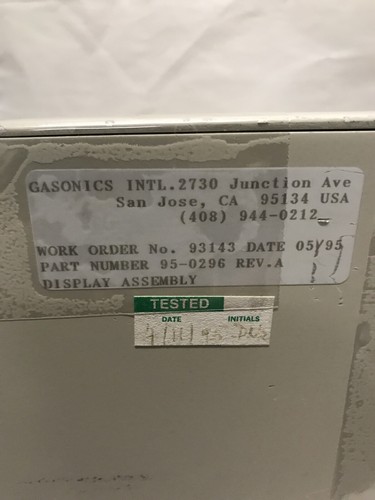 GASONICS INTL.2730 Junction Ave
San Jose, CA 95134 USA
(408) 944-0212
WORK ORDER No. 93143 DATE 05/95
PART NUMBER 95-0296 REV.A
DISPLAY ASSEMBLY
TESTED
DATE INITIALS